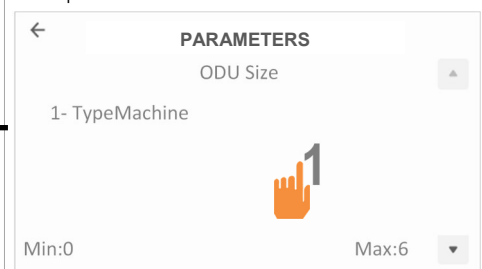 PARAMETERS
ODU Size
1- TypeMachine
1
Min:0 Max:6